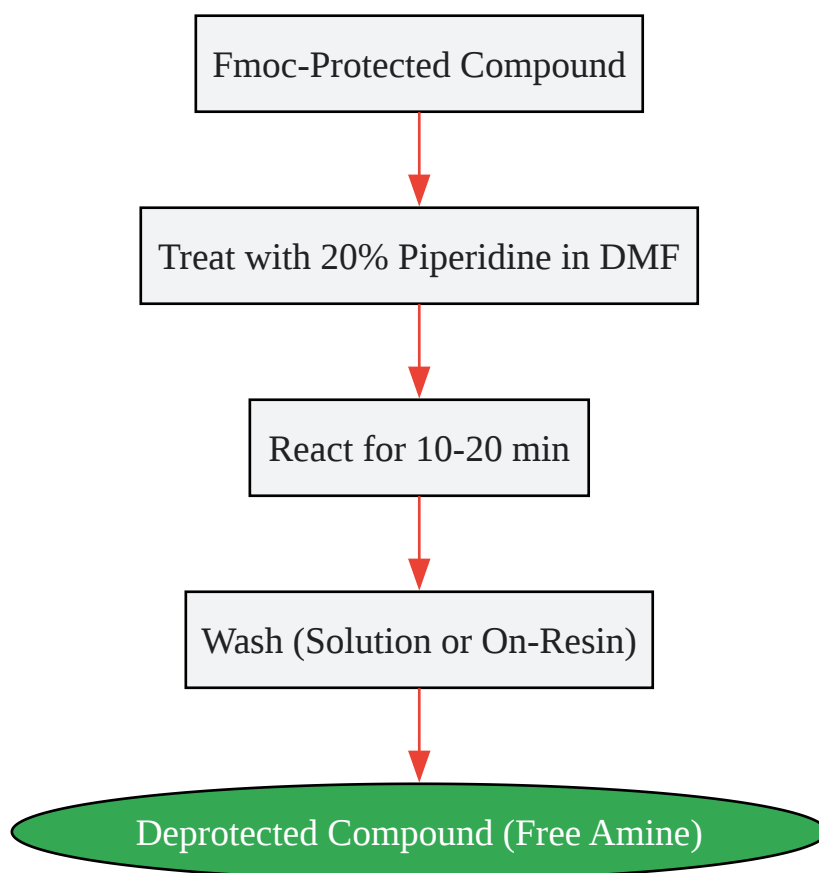 Fmoc-Protected Compound
Treat with 20% Piperidine in DMF
React for 10-20 min
Wash (Solution or On-Resin)
Deprotected Compound (Free Amine)